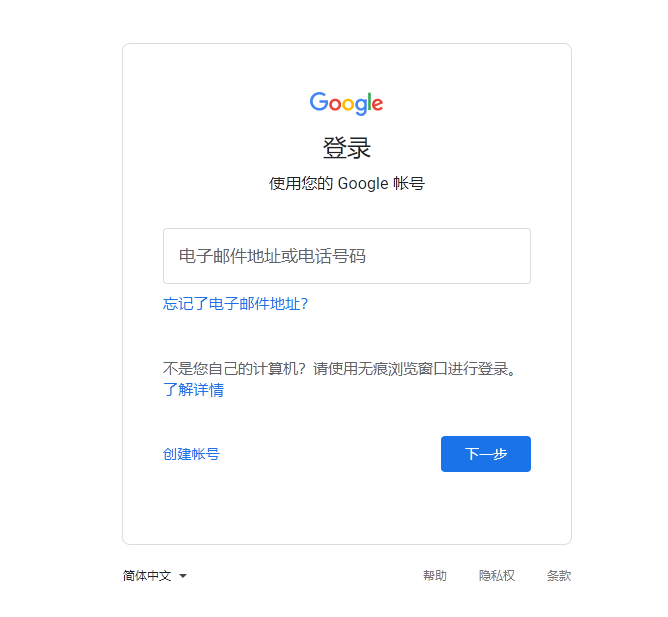 Google
登录
使用您的 Google 帐号
电子邮件地址或电话号码
忘记了电子邮件地址？
不是您自己的计算机？请使用无痕浏览窗口进行登录。
了解详情
创建帐号
下一步
简体中文
帮助
隐私权
条款